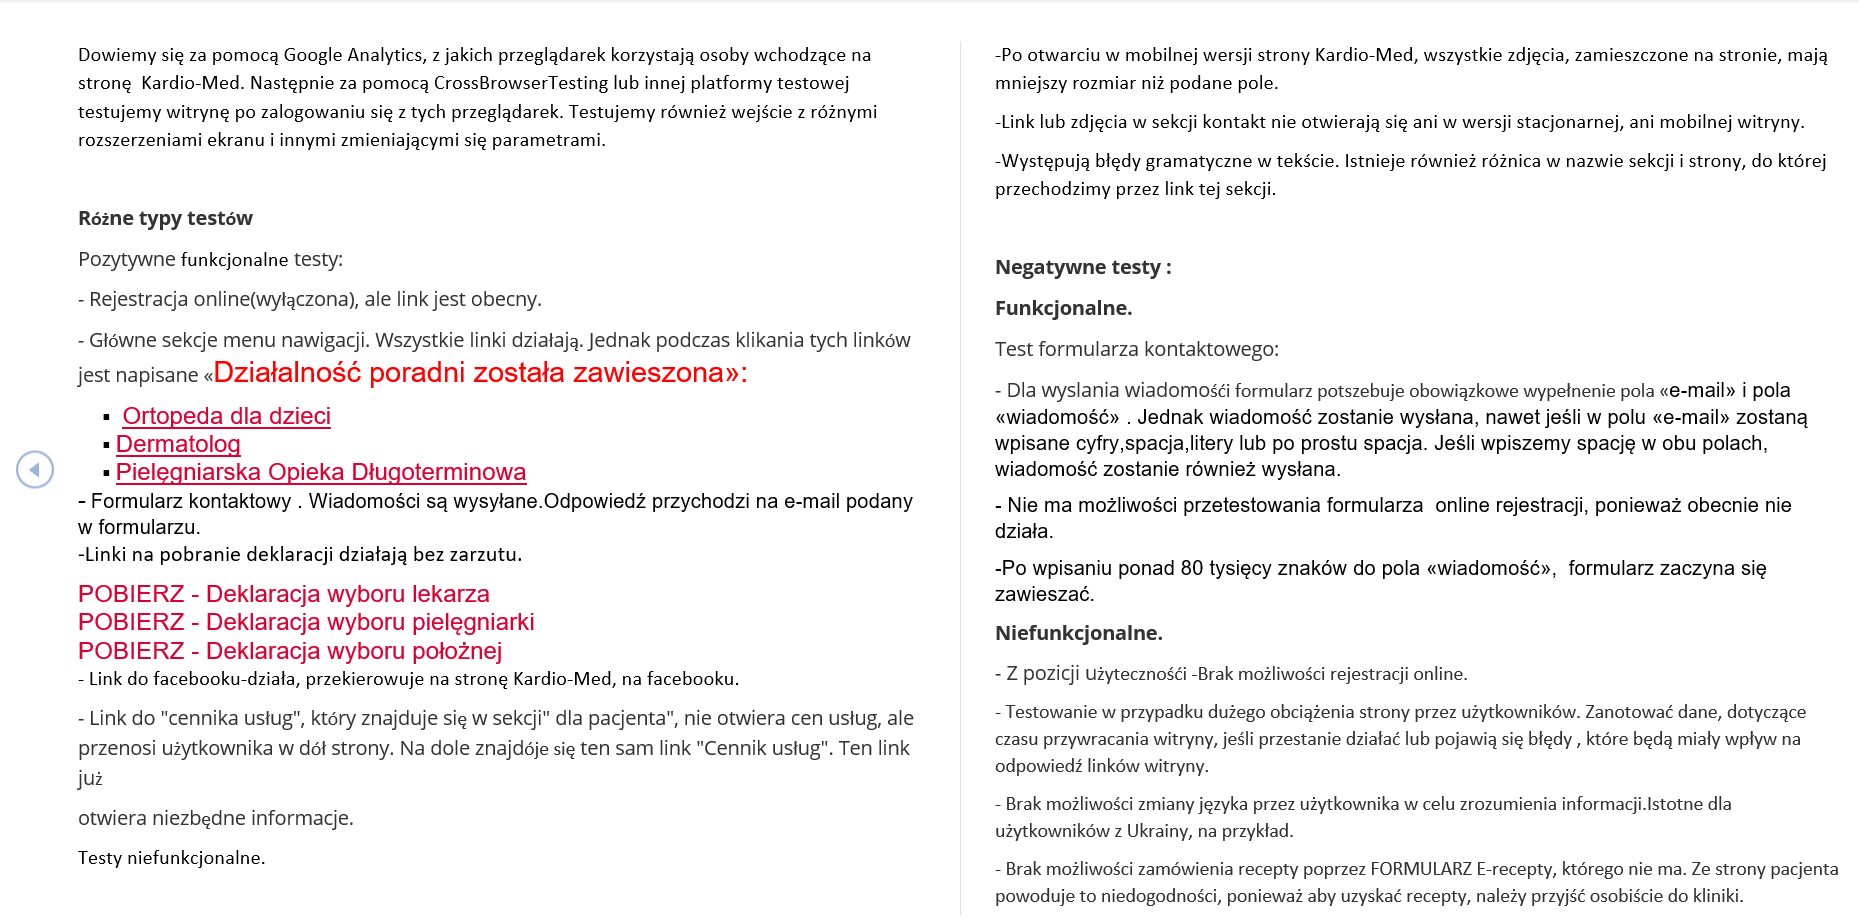 Dowiemy się za pomocą Google Analytics, z jakich przeglądarek korzystają osoby wchodzące na
stronę  Kardio-Med. Następnie za pomocą CrossBrowserTesting lub innej platformy testowej
testujemy witrynę po zalogowaniu się z tych przeglądarek. Testujemy również wejście z różnymi
rozszerzeniami ekranu i innymi zmieniającymi się parametrami.
Różne typy testów
Pozytywne funkcjonalne testy:
- Rejestracja online(wyłączona), ale link jest obecny.
- Główne sekcje menu nawigacji. Wszystkie linki działają. Jednak podczas klikania tych linków
jest napisane «Działalność poradni została zawieszona»:
▪ Ortopeda dla dzieci
▪ Dermatolog
▪ Pielęgniarska Opieka Długoterminowa
- Formularz kontaktowy . Wiadomości są wysyłane.Odpowiedź przychodzi na e-mail podany
w formularzu.
-Linki na pobranie deklaracji działają bez zarzutu.
POBIERZ - Deklaracja wyboru lekarza
POBIERZ - Deklaracja wyboru pielęgniarki
POBIERZ - Deklaracja wyboru położnej
- Link do facebooku-działa, przekierowuje na stronę Kardio-Med, na facebooku.
- Link do "cennika usług", który znajduje się w sekcji" dla pacjenta", nie otwiera cen usług, ale
przenosi użytkownika w dół strony. Na dole znajdóje się ten sam link "Cennik usług". Ten link
już
otwiera niezbędne informacje.
Testy niefunkcjonalne.
-Po otwarciu w mobilnej wersji strony Kardio-Med, wszystkie zdjęcia, zamieszczone na stronie, mają
mniejszy rozmiar niż podane pole.
-Link lub zdjęcia w sekcji kontakt nie otwierają się ani w wersji stacjonarnej, ani mobilnej witryny.
-Występują błędy gramatyczne w tekście. Istnieje również różnica w nazwie sekcji i strony, do której
przechodzimy przez link tej sekcji.
Negatywne testy :
Funkcjonalne.
Test formularza kontaktowego:
- Dla wyslania wiadomośći formularz potszebuje obowiązkowe wypełnenie pola «e-mail» i pola
«wiadomość» . Jednak wiadomość zostanie wysłana, nawet jeśli w polu «e-mail» zostaną
wpisane cyfry,spacja,litery lub po prostu spacja. Jeśli wpiszemy spację w obu polach,
wiadomość zostanie również wysłana.
- Nie ma możliwości przetestowania formularza  online rejestracji, ponieważ obecnie nie
działa.
-Po wpisaniu ponad 80 tysięcy znaków do pola «wiadomość»,  formularz zaczyna się
zawieszać.
Niefunkcjonalne.
- Z pozicji użytecznośći -Brak możliwości rejestracji online.
- Testowanie w przypadku dużego obciążenia strony przez użytkowników. Zanotować dane, dotyczące
czasu przywracania witryny, jeśli przestanie działać lub pojawią się błędy , które będą miały wpływ na
odpowiedź linków witryny.
- Brak możliwości zmiany języka przez użytkownika w celu zrozumienia informacji.Istotne dla
użytkowników z Ukrainy, na przykład.
- Brak możliwości zamówienia recepty poprzez FORMULARZ E-recepty, którego nie ma. Ze strony pacjenta
powoduje to niedogodności, ponieważ aby uzyskać recepty, należy przyjść osobiście do kliniki.